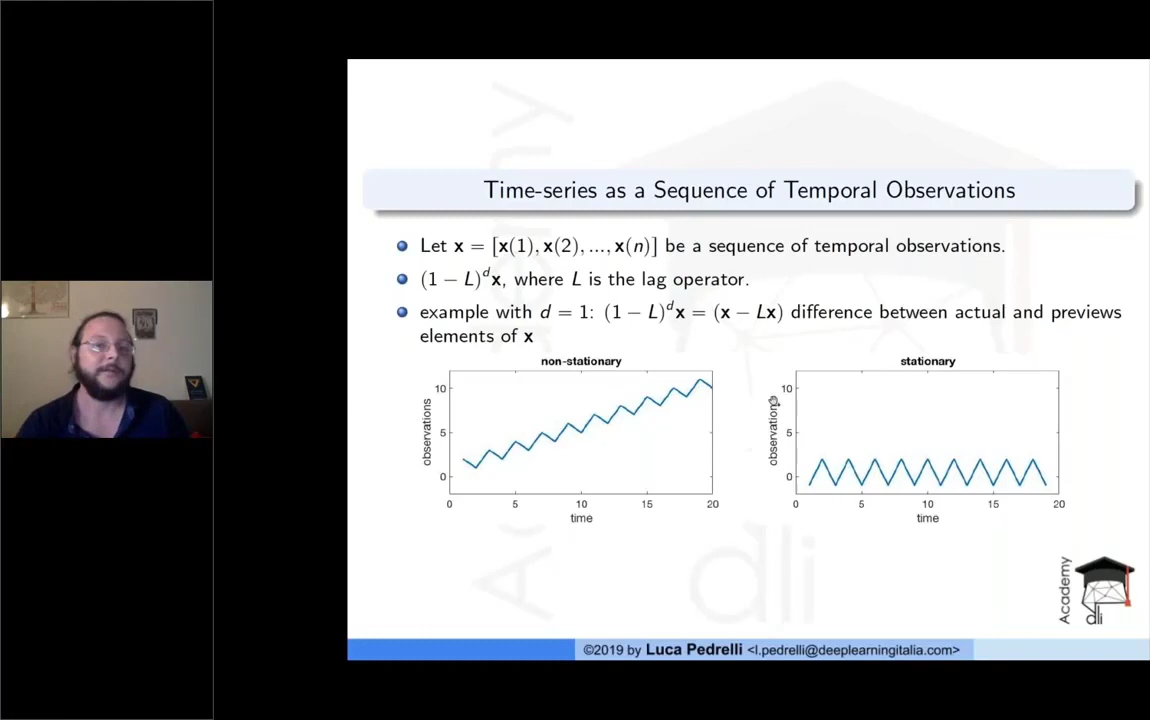 Time-series as a Sequence of Temporal Observations
Let x = [x(1), x(2), ..., x(n)] be a sequence of temporal observations.
(1 − L)^d x, where L is the lag operator.
example with d = 1: (1 − L)^d x = (x − Lx) difference between actual and previews
elements of x
non-stationary
observations
10
5
0
0 5 10 15 20
time
stationary
observations
10
5
0
0 5 10 15 20
time
Academy
dli
Academy
dli
©2019 by Luca Pedrelli <l.pedrelli@deeplearningitalia.com>